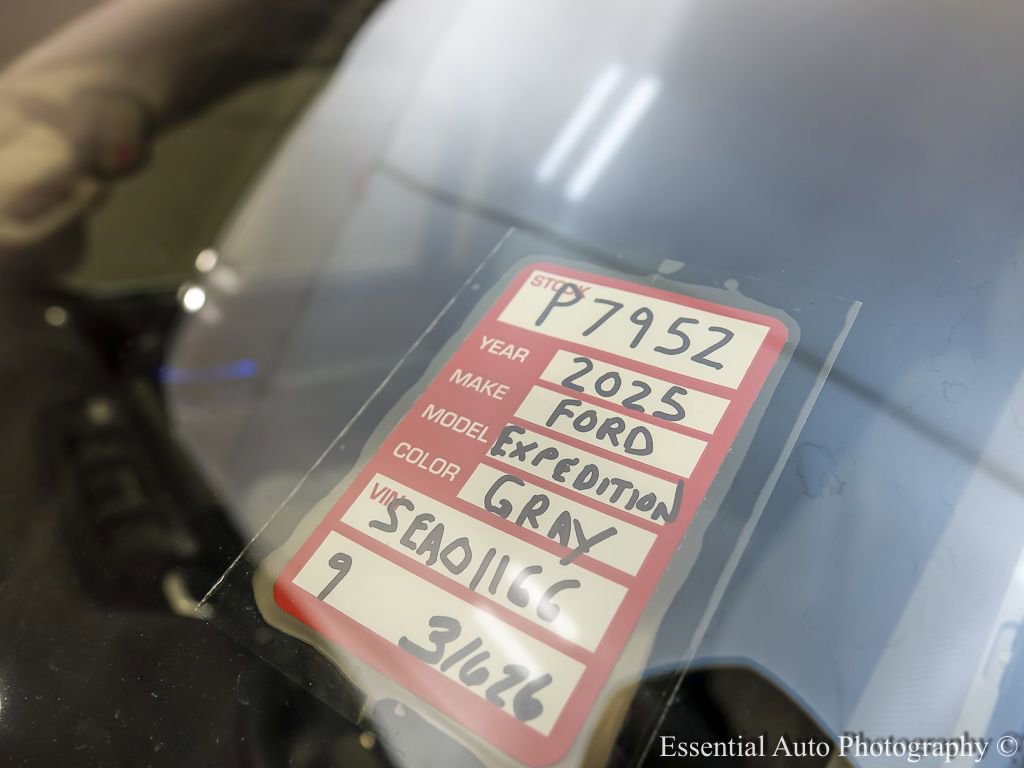 STOCK
P7952
YEAR 2025
MAKE FORD
MODEL EXPEDITION
COLOR GRAY
VIN
SEA01166
9
3/626
Essential Auto Photography ©